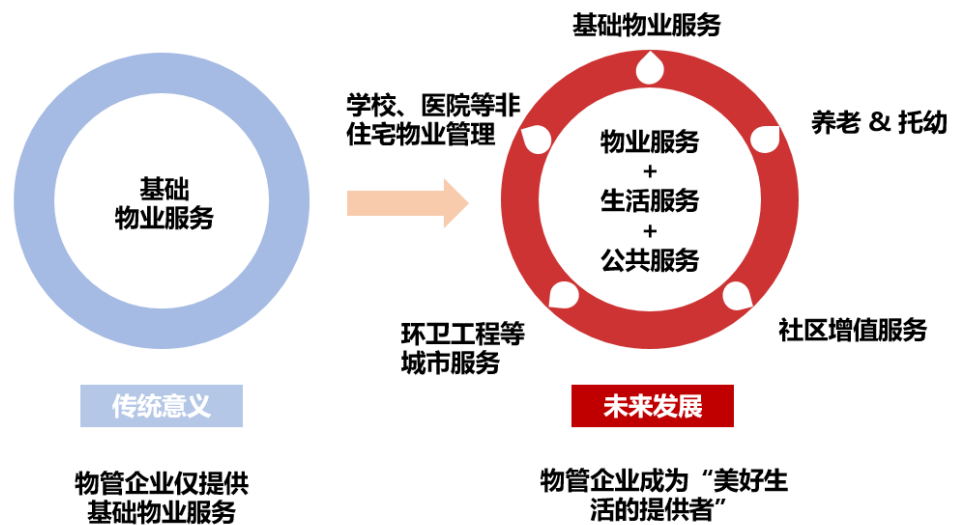 基础
物业服务
传统意义
物管企业仅提供
基础物业服务
基础物业服务
学校、医院等非
住宅物业管理
养老 & 托幼
物业服务
+
生活服务
+
公共服务
环卫工程等
城市服务
社区增值服务
未来发展
物管企业成为“美好生
活的提供者”